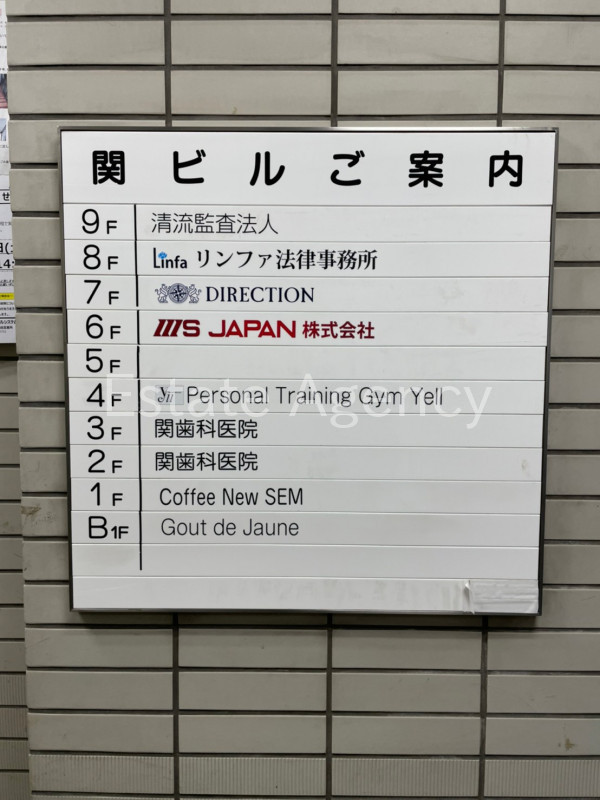 関ビルご案内
9F 清流監査法人
8F Linfa リンファ法律事務所
7F DIRECTION
6F MS JAPAN 株式会社
5F
4F Personal Training Gym Yell
Estate Agency
3F 関歯科医院
2F 関歯科医院
1F Coffee New SEM
B1F Gout de Jaune